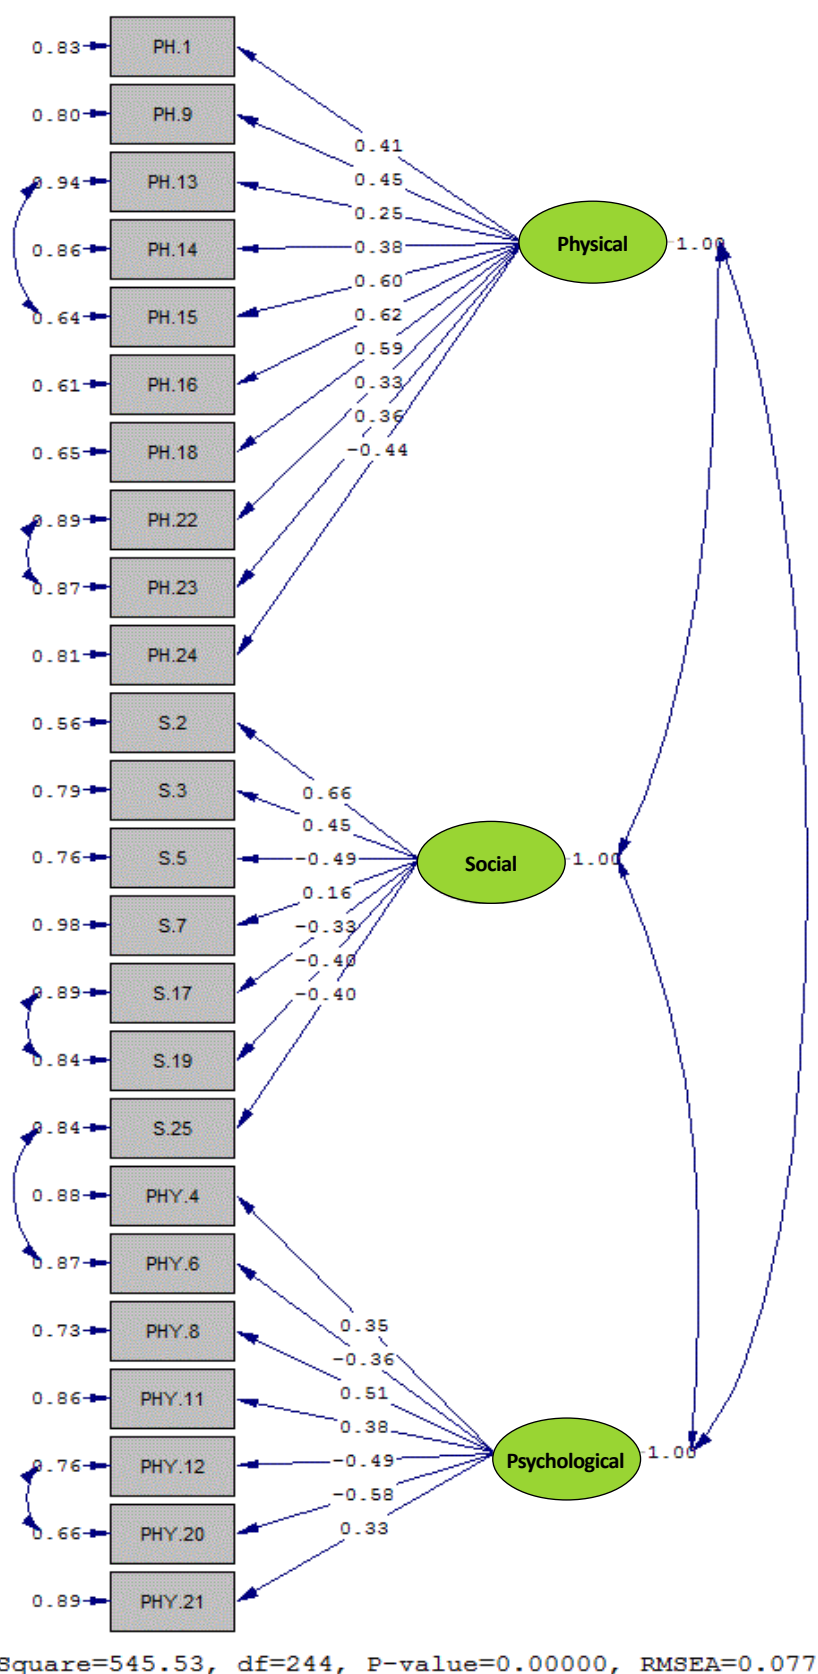 0.83 PH.1
0.80 PH.9
0.41
0.94 PH.13
0.45
0.25
0.86 PH.14
0.38
Physical 1.00
0.60
0.64 PH.15
0.62
0.59
0.61 PH.16
0.33
0.36
0.65 PH.18
-0.44
0.89 PH.22
0.87 PH.23
0.81 PH.24
0.56 S.2
0.79 S.3
0.66
0.45
0.76 S.5
-0.49
Social 1.00
0.16
0.98 S.7
-0.33
-0.40
0.89 S.17
-0.40
0.84 S.19
0.84 S.25
0.88 PHY.4
0.87 PHY.6
0.35
0.73 PHY.8
-0.36
0.51
0.86 PHY.11
0.38
Psychological 1.00
0.76 PHY.12
-0.49
-0.58
0.66 PHY.20
0.33
0.89 PHY.21
Square=545.53, df=244, P-value=0.00000, RMSEA=0.077